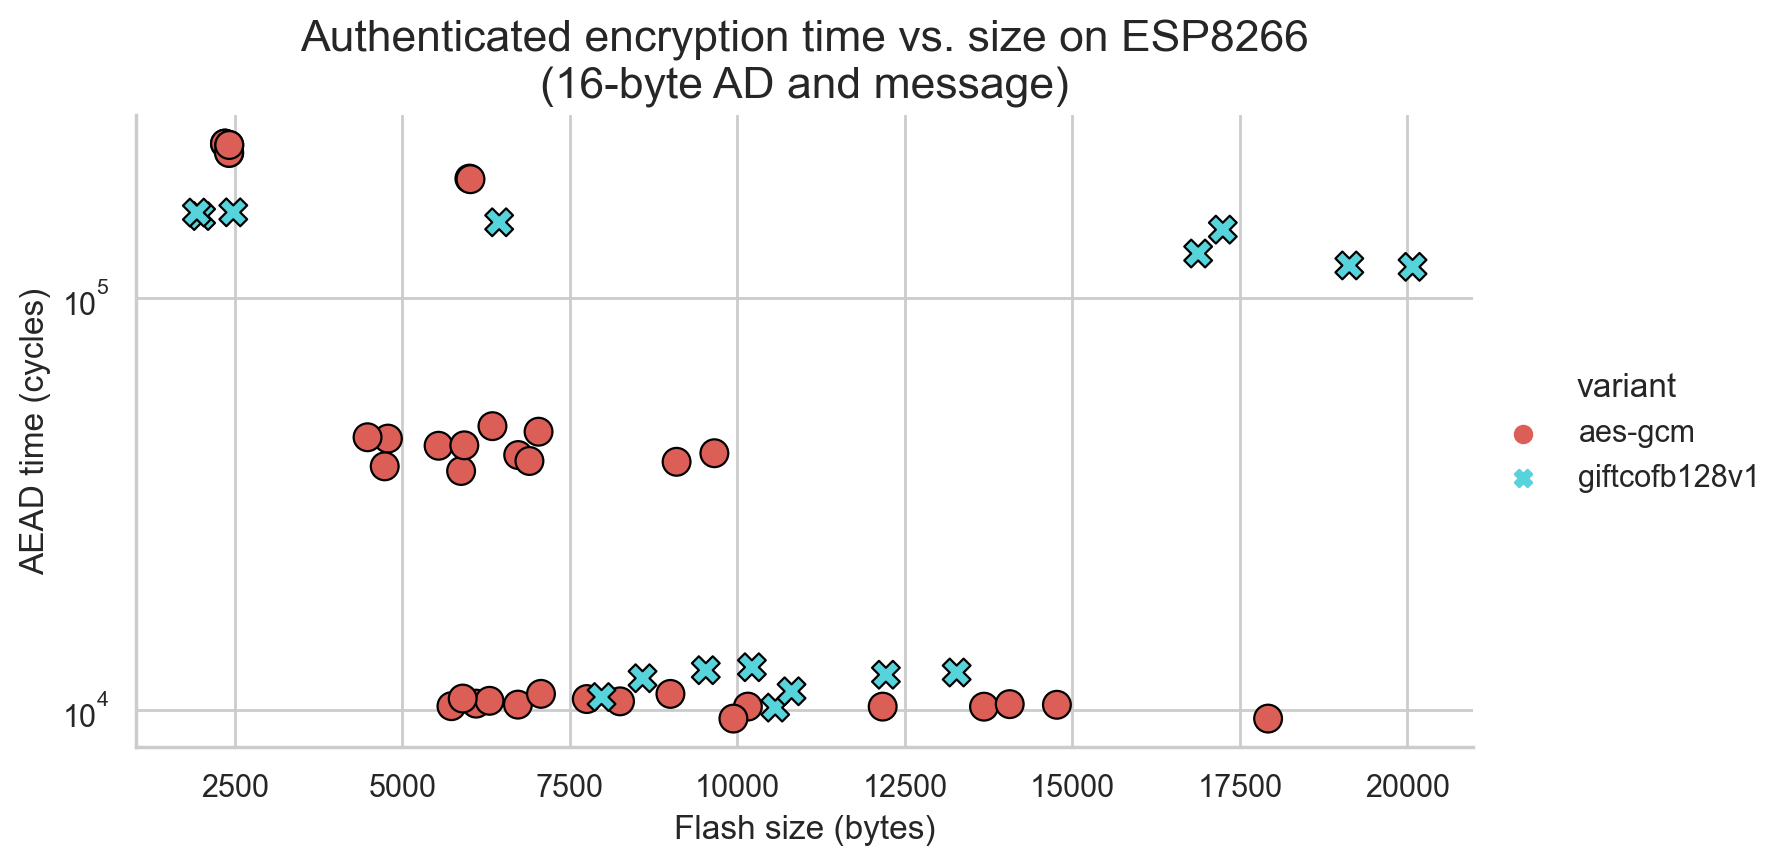 Authenticated encryption time vs. size on ESP8266
(16-byte AD and message)
AEAD time (cycles)
10^5
10^4
2500 5000 7500 10000 12500 15000 17500 20000
Flash size (bytes)
variant
aes-gcm
giftcofb128v1